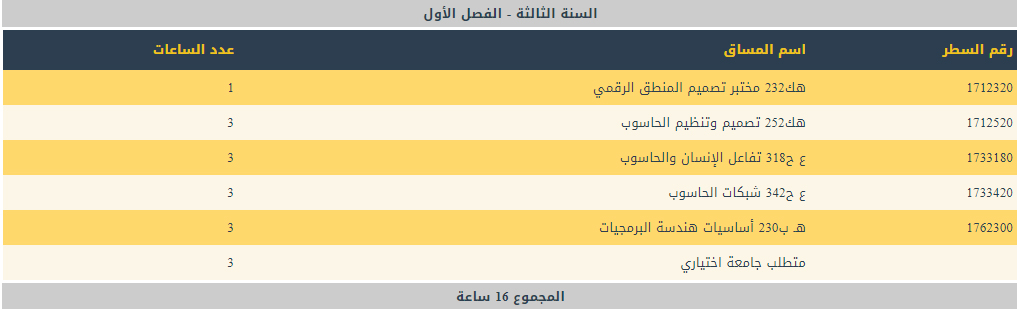 السنة الثالثة - الفصل الأول
رقم السطر اسم المساق عدد الساعات
1712320 هك232 مختبر تصميم المنطق الرقمي 1
1712520 هك252 تصميم وتنظيم الحاسوب 3
1733180 ع ح318 تفاعل الإنسان والحاسوب 3
1733420 ع ح342 شبكات الحاسوب 3
1762300 هـ ب230 أساسيات هندسة البرمجيات 3
متطلب جامعة اختياري 3
المجموع 16 ساعة